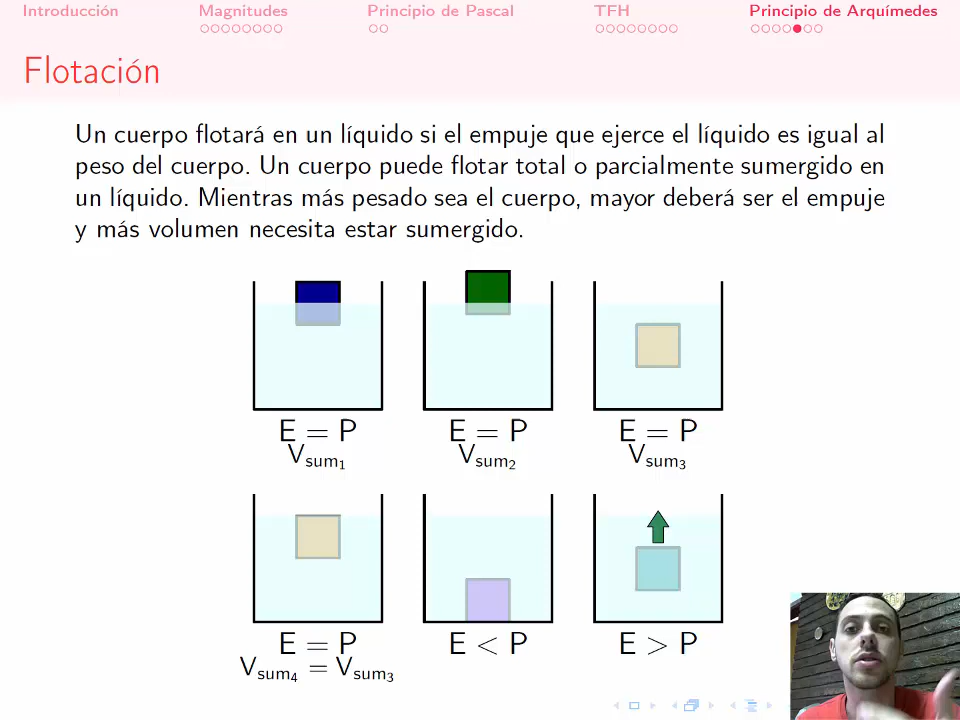 Introducción Magnitudes Principio de Pascal TFH Principio de Arquímedes
Flotación
Un cuerpo flotará en un líquido si el empuje que ejerce el líquido es igual al
peso del cuerpo. Un cuerpo puede flotar total o parcialmente sumergido en
un líquido. Mientras más pesado sea el cuerpo, mayor deberá ser el empuje
y más volumen necesita estar sumergido.
E = P E = P E = P
Vsum₁ Vsum₂ Vsum₃
E = P E < P E > P
Vsum₄ = Vsum₃